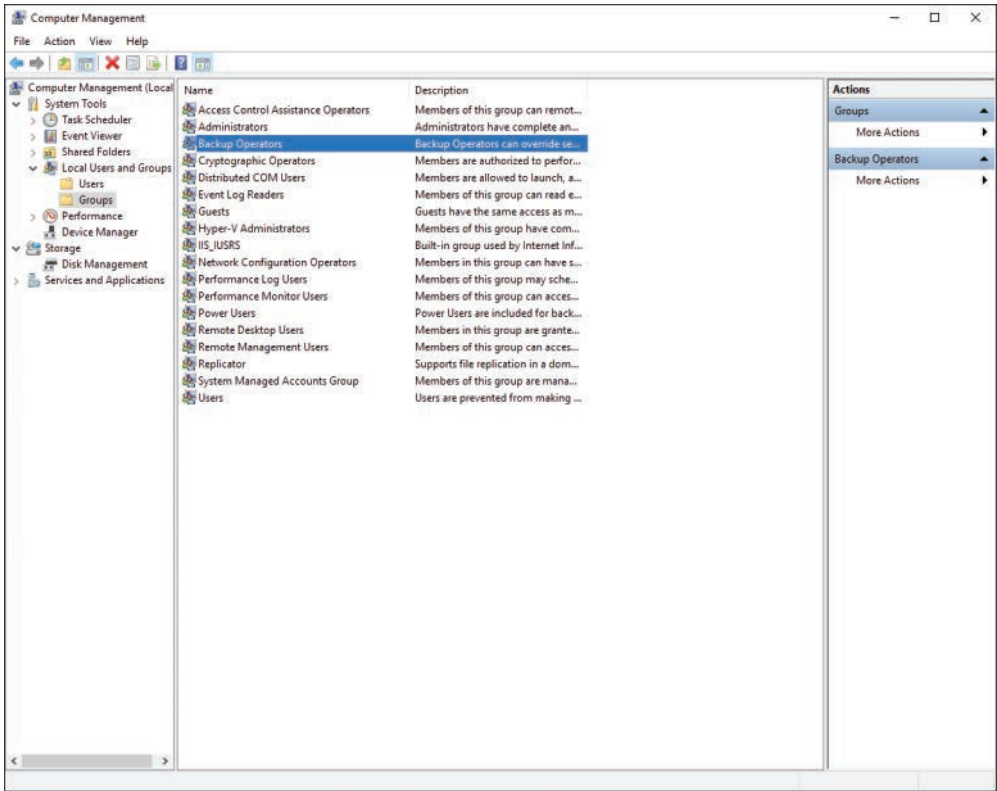 Computer Management
File Action View Help
Computer Management (Local
System Tools
Task Scheduler
Event Viewer
Shared Folders
Local Users and Groups
Users
Groups
Performance
Device Manager
Storage
Disk Management
Services and Applications
Name Description
Access Control Assistance Operators Members of this group can remot...
Administrators Administrators have complete an...
Backup Operators Backup Operators can override se...
Cryptographic Operators Members are authorized to perfor...
Distributed COM Users Members are allowed to launch, a...
Event Log Readers Members of this group can read e...
Guests Guests have the same access as m...
Hyper-V Administrators Members of this group have com...
IIS_IUSRS Built-in group used by Internet Inf...
Network Configuration Operators Members in this group can have s...
Performance Log Users Members of this group may sche...
Performance Monitor Users Members of this group can acces...
Power Users Power Users are included for back...
Remote Desktop Users Members in this group are grante...
Remote Management Users Members of this group can acces...
Replicator Supports file replication in a dom...
System Managed Accounts Group Members of this group are mana...
Users Users are prevented from making ...
Actions
Groups
More Actions
Backup Operators
More Actions